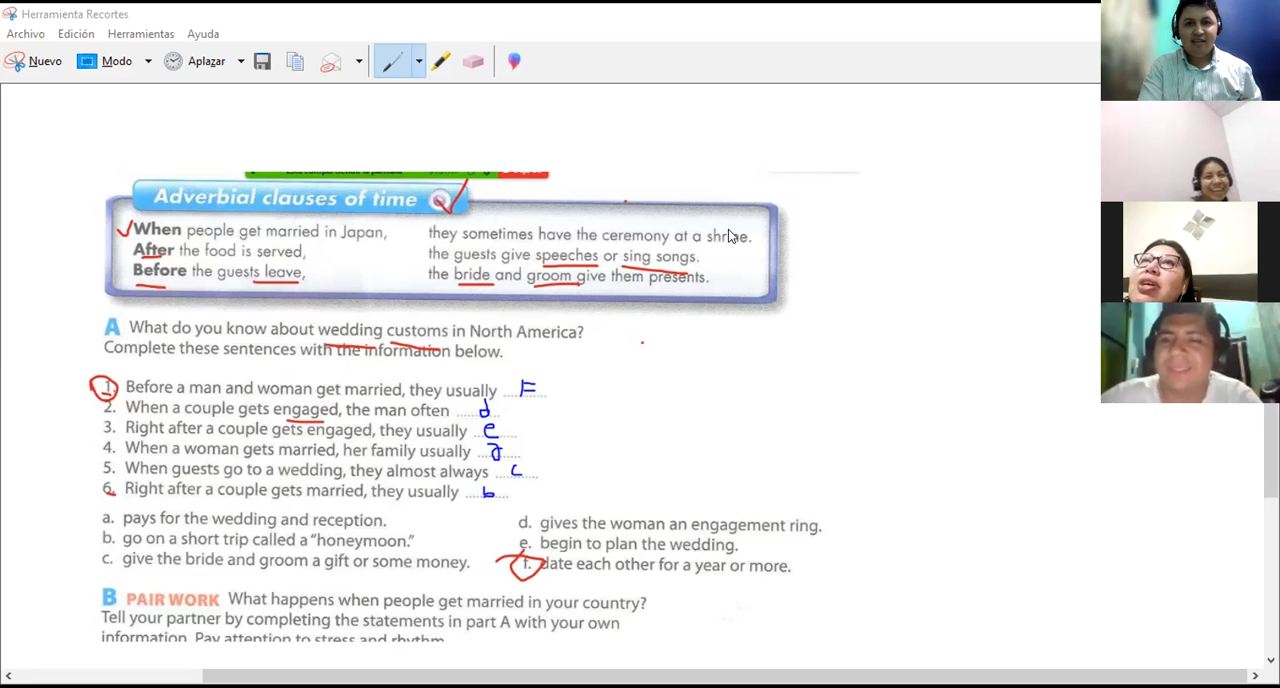 Herramienta Recortes
Archivo Edición Herramientas Ayuda
Nuevo Modo Aplazar
Adverbial clauses of time
When people get married in Japan, they sometimes have the ceremony at a shrine.
After the food is served, the guests give speeches or sing songs.
Before the guests leave, the bride and groom give them presents.
A What do you know about wedding customs in North America?
Complete these sentences with the information below.
1. Before a man and woman get married, they usually ........ F
2. When a couple gets engaged, the man often ........ d
3. Right after a couple gets engaged, they usually ........ e
4. When a woman gets married, her family usually ........
5. When guests go to a wedding, they almost always ........ c
6. Right after a couple gets married, they usually ........ b
a. pays for the wedding and reception.
b. go on a short trip called a “honeymoon.”
c. give the bride and groom a gift or some money.
d. gives the woman an engagement ring.
e. begin to plan the wedding.
f. date each other for a year or more.
B PAIR WORK What happens when people get married in your country?
Tell your partner by completing the statements in part A with your own
information. Pay attention to stress and rhythm.